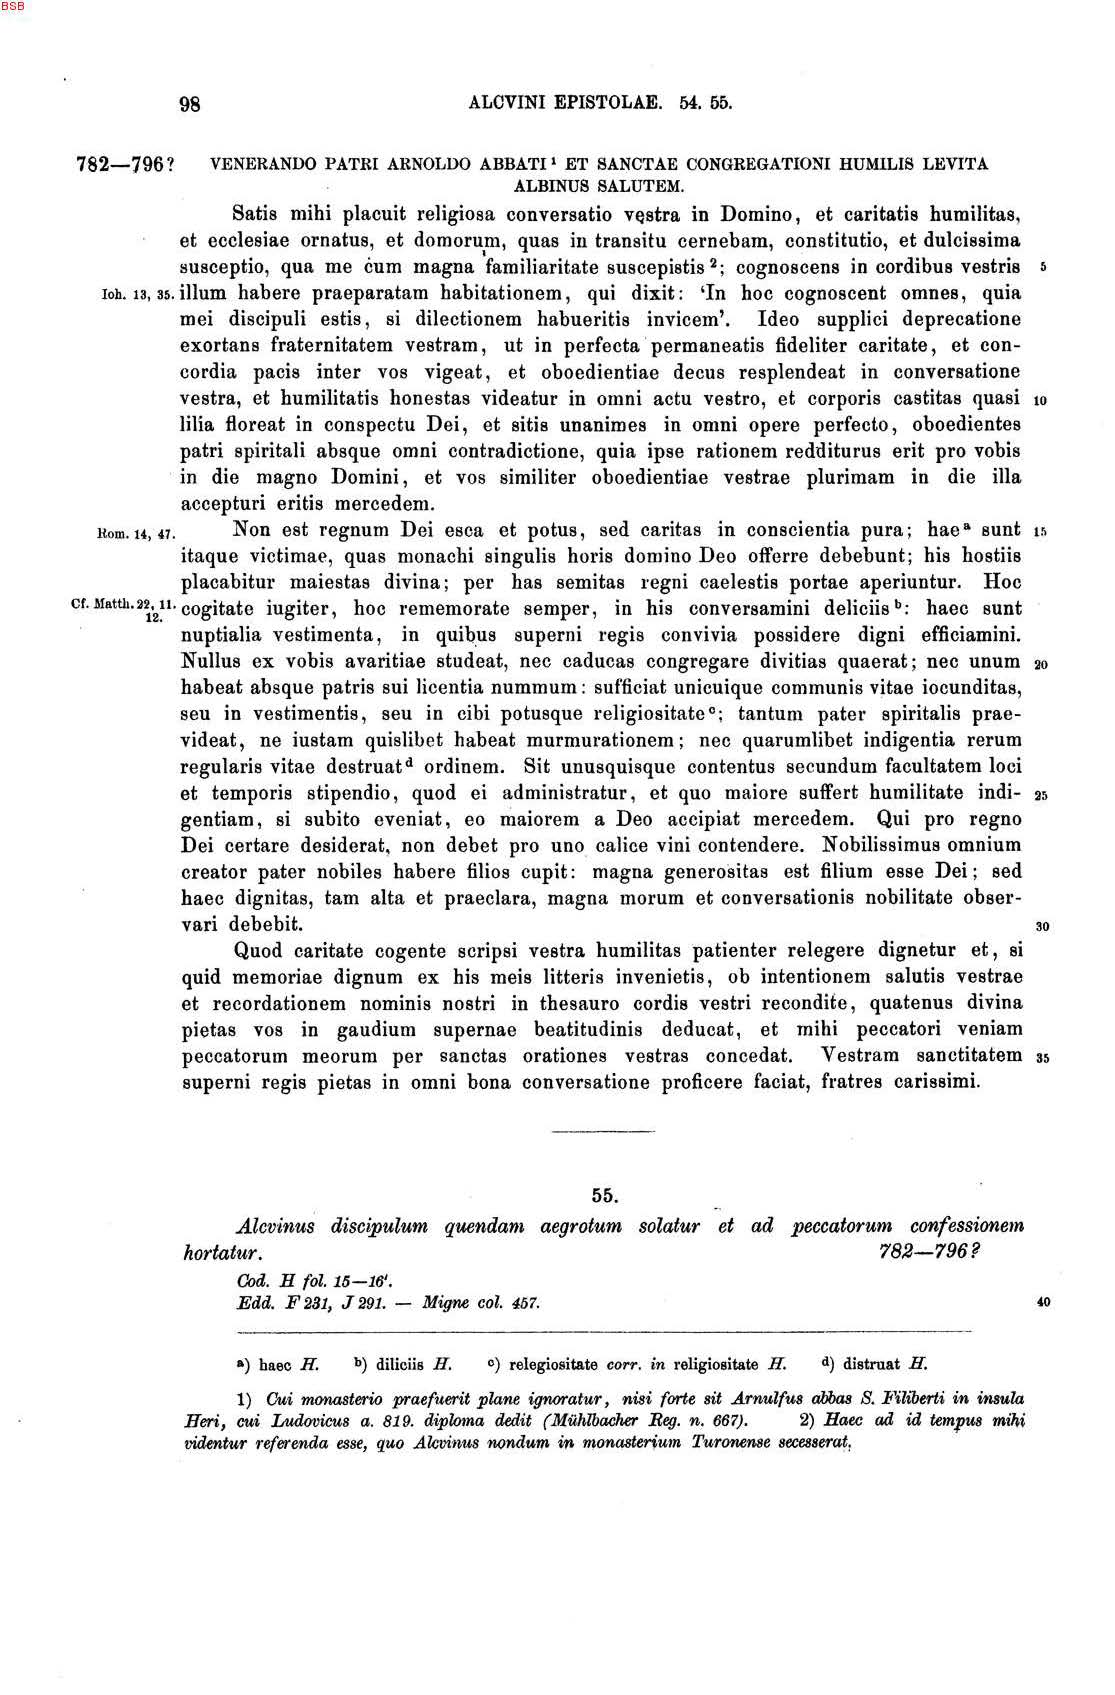 BSB
98 ALCVINI EPISTOLAE. 54. 55.
782—796? VENERANDO PATRI ARNOLDO ABBATI¹ ET SANCTAE CONGREGATIONI HUMILIS LEVITA
ALBINUS SALUTEM.
Satis mihi placuit religiosa conversatio vęstra in Domino, et caritatis humilitas,
et ecclesiae ornatus, et domorum, quas in transitu cernebam, constitutio, et dulcissima
susceptio, qua me cum magna familiaritate suscepistis²; cognoscens in cordibus vestris 5
Ioh. 13, 35. illum habere praeparatam habitationem, qui dixit: ‘In hoc cognoscent omnes, quia
mei discipuli estis, si dilectionem habueritis invicem’. Ideo supplici deprecatione
exortans fraternitatem vestram, ut in perfecta permaneatis fideliter caritate, et con-
cordia pacis inter vos vigeat, et oboedientiae decus resplendeat in conversatione
vestra, et humilitatis honestas videatur in omni actu vestro, et corporis castitas quasi 10
lilia floreat in conspectu Dei, et sitis unanimes in omni opere perfecto, oboedientes
patri spiritali absque omni contradictione, quia ipse rationem redditurus erit pro vobis
in die magno Domini, et vos similiter oboedientiae vestrae plurimam in die illa
accepturi eritis mercedem.
Rom. 14, 47. Non est regnum Dei esca et potus, sed caritas in conscientia pura; haeᵃ sunt 15
itaque victimae, quas monachi singulis horis domino Deo offerre debebunt; his hostiis
placabitur maiestas divina; per has semitas regni caelestis portae aperiuntur. Hoc
Cf. Matth. 22, 11. cogitate iugiter, hoc rememorate semper, in his conversamini deliciisᵇ: haec sunt
12.
nuptialia vestimenta, in quibus superni regis convivia possidere digni efficiamini.
Nullus ex vobis avaritiae studeat, nec caducas congregare divitias quaerat; nec unum 20
habeat absque patris sui licentia nummum: sufficiat unicuique communis vitae iocunditas,
seu in vestimentis, seu in cibi potusque religiositateᶜ; tantum pater spiritalis prae-
videat, ne iustam quislibet habeat murmurationem; nec quarumlibet indigentia rerum
regularis vitae destruatᵈ ordinem. Sit unusquisque contentus secundum facultatem loci
et temporis stipendio, quod ei administratur, et quo maiore suffert humilitate indi- 25
gentiam, si subito eveniat, eo maiorem a Deo accipiat mercedem. Qui pro regno
Dei certare desiderat, non debet pro uno calice vini contendere. Nobilissimus omnium
creator pater nobiles habere filios cupit: magna generositas est filium esse Dei; sed
haec dignitas, tam alta et praeclara, magna morum et conversationis nobilitate obser-
vari debebit. 30
Quod caritate cogente scripsi vestra humilitas patienter relegere dignetur et, si
quid memoriae dignum ex his meis litteris invenietis, ob intentionem salutis vestrae
et recordationem nominis nostri in thesauro cordis vestri recondite, quatenus divina
pietas vos in gaudium supernae beatitudinis deducat, et mihi peccatori veniam
peccatorum meorum per sanctas orationes vestras concedat. Vestram sanctitatem 35
superni regis pietas in omni bona conversatione proficere faciat, fratres carissimi.
55.
Alcvinus discipulum quendam aegrotum solatur et ad peccatorum confessionem
hortatur. 782—796?
Cod. H fol. 15—16'.
Edd. F 231, J 291. — Migne col. 457. 40
ᵃ) haec H. ᵇ) diliciis H. ᶜ) relegiositate corr. in religiositate H. ᵈ) distruat H.
1) Cui monasterio praefuerit plane ignoratur, nisi forte sit Arnulfus abbas S. Filiberti in insula
Heri, cui Ludovicus a. 819. diploma dedit (Mühlbacher Reg. n. 667). 2) Haec ad id tempus mihi
videntur referenda esse, quo Alcvinus nondum in monasterium Turonense secesserat.